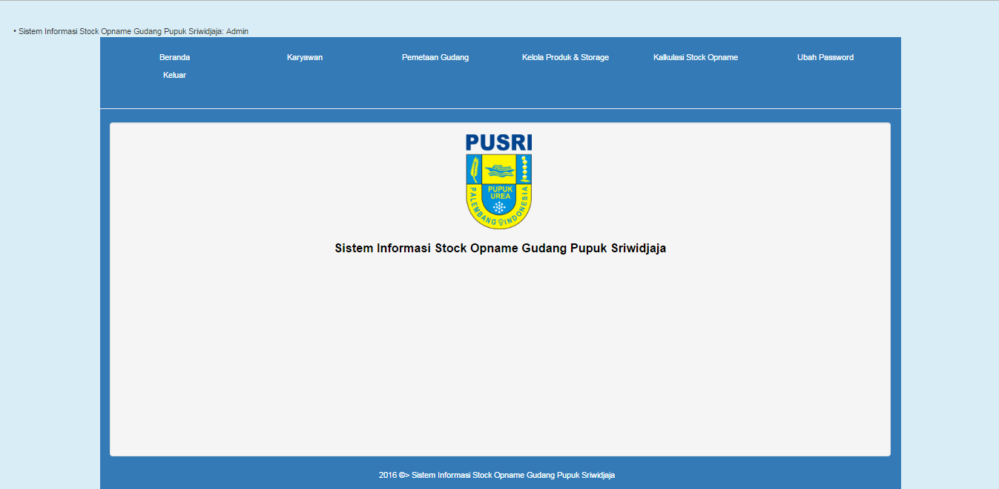 • Sistem Informasi Stock Opname Gudang Pupuk Sriwidjaja: Admin
Beranda Karyawan Pemetaan Gudang Kelola Produk & Storage Kalkulasi Stock Opname Ubah Password
Keluar
PUSRI
PUPUK
UREA
PALEMBANG INDONESIA
Sistem Informasi Stock Opname Gudang Pupuk Sriwidjaja
2016 ©> Sistem Informasi Stock Opname Gudang Pupuk Sriwidjaja